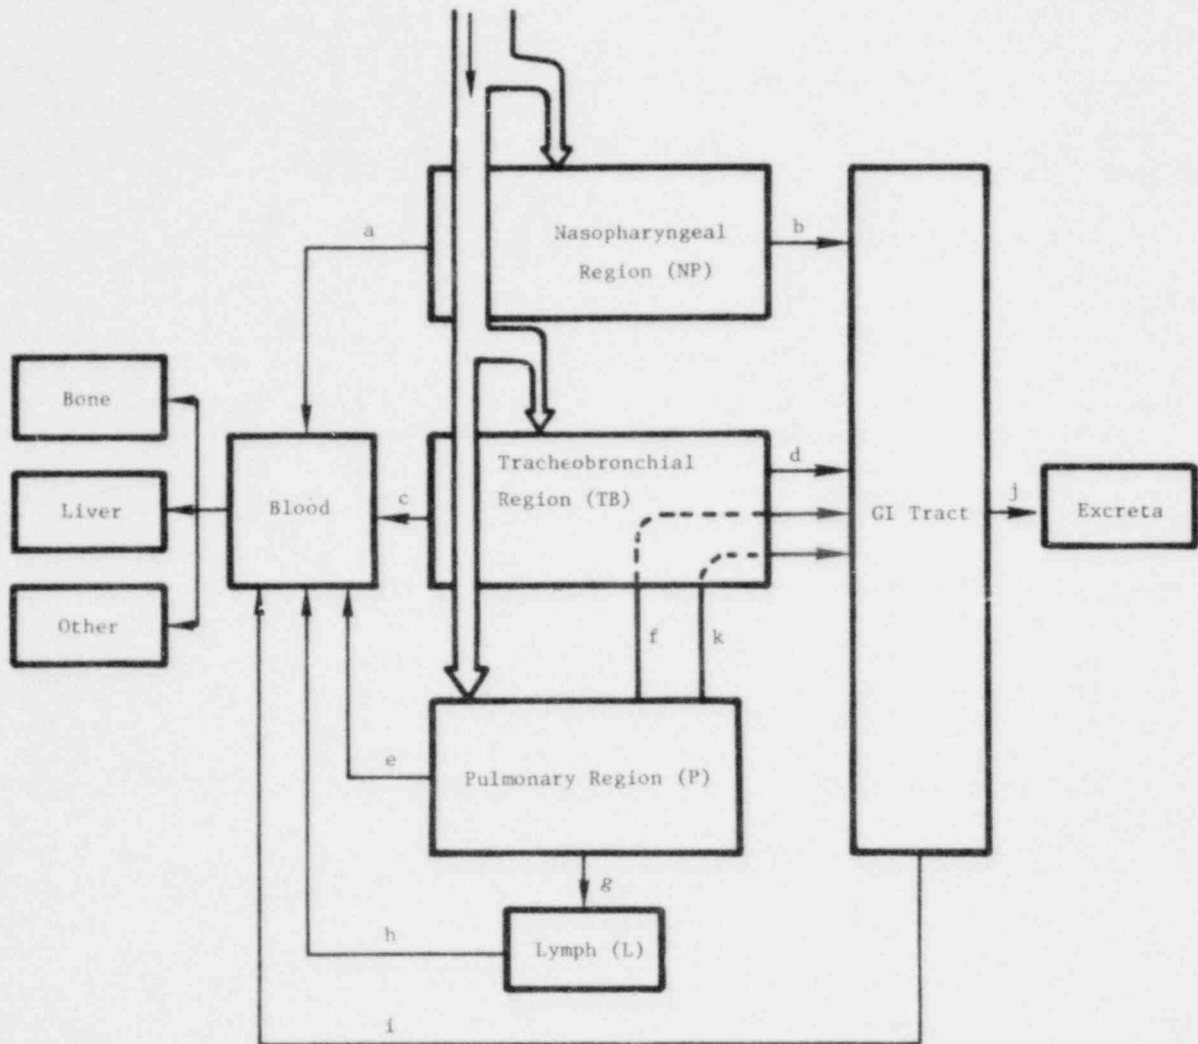 a
Nasopharyngeal
Region (NP)
b
Bone
Liver
Other
Blood
c
Tracheobronchial
Region (TB)
d
GI Tract
j
Excreta
f
k
e
Pulmonary Region (P)
g
h
Lymph (L)
i